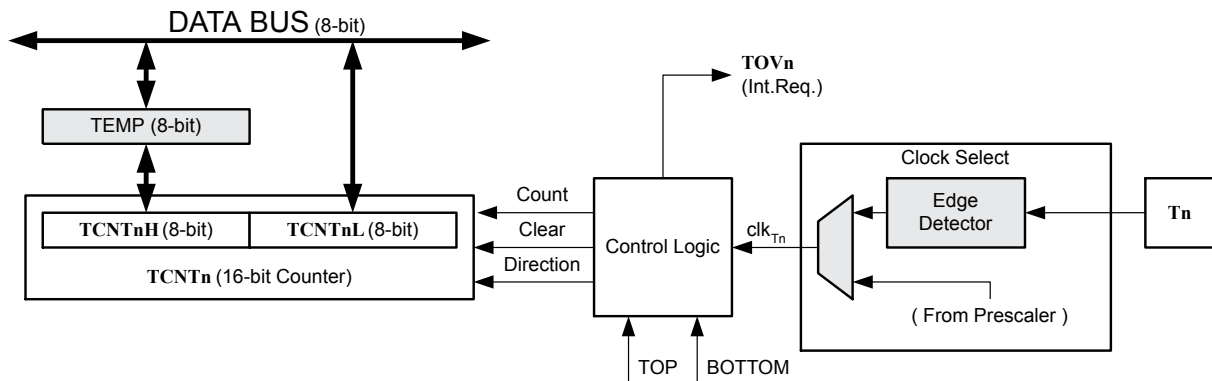 DATA BUS (8-bit)
TEMP (8-bit)
TCNTnH (8-bit)
TCNTnL (8-bit)
TCNTn (16-bit Counter)
Count
Clear
Direction
Control Logic
TOVn
(Int.Req.)
TOP
BOTTOM
clkTn
Clock Select
Edge
Detector
( From Prescaler )
Tn